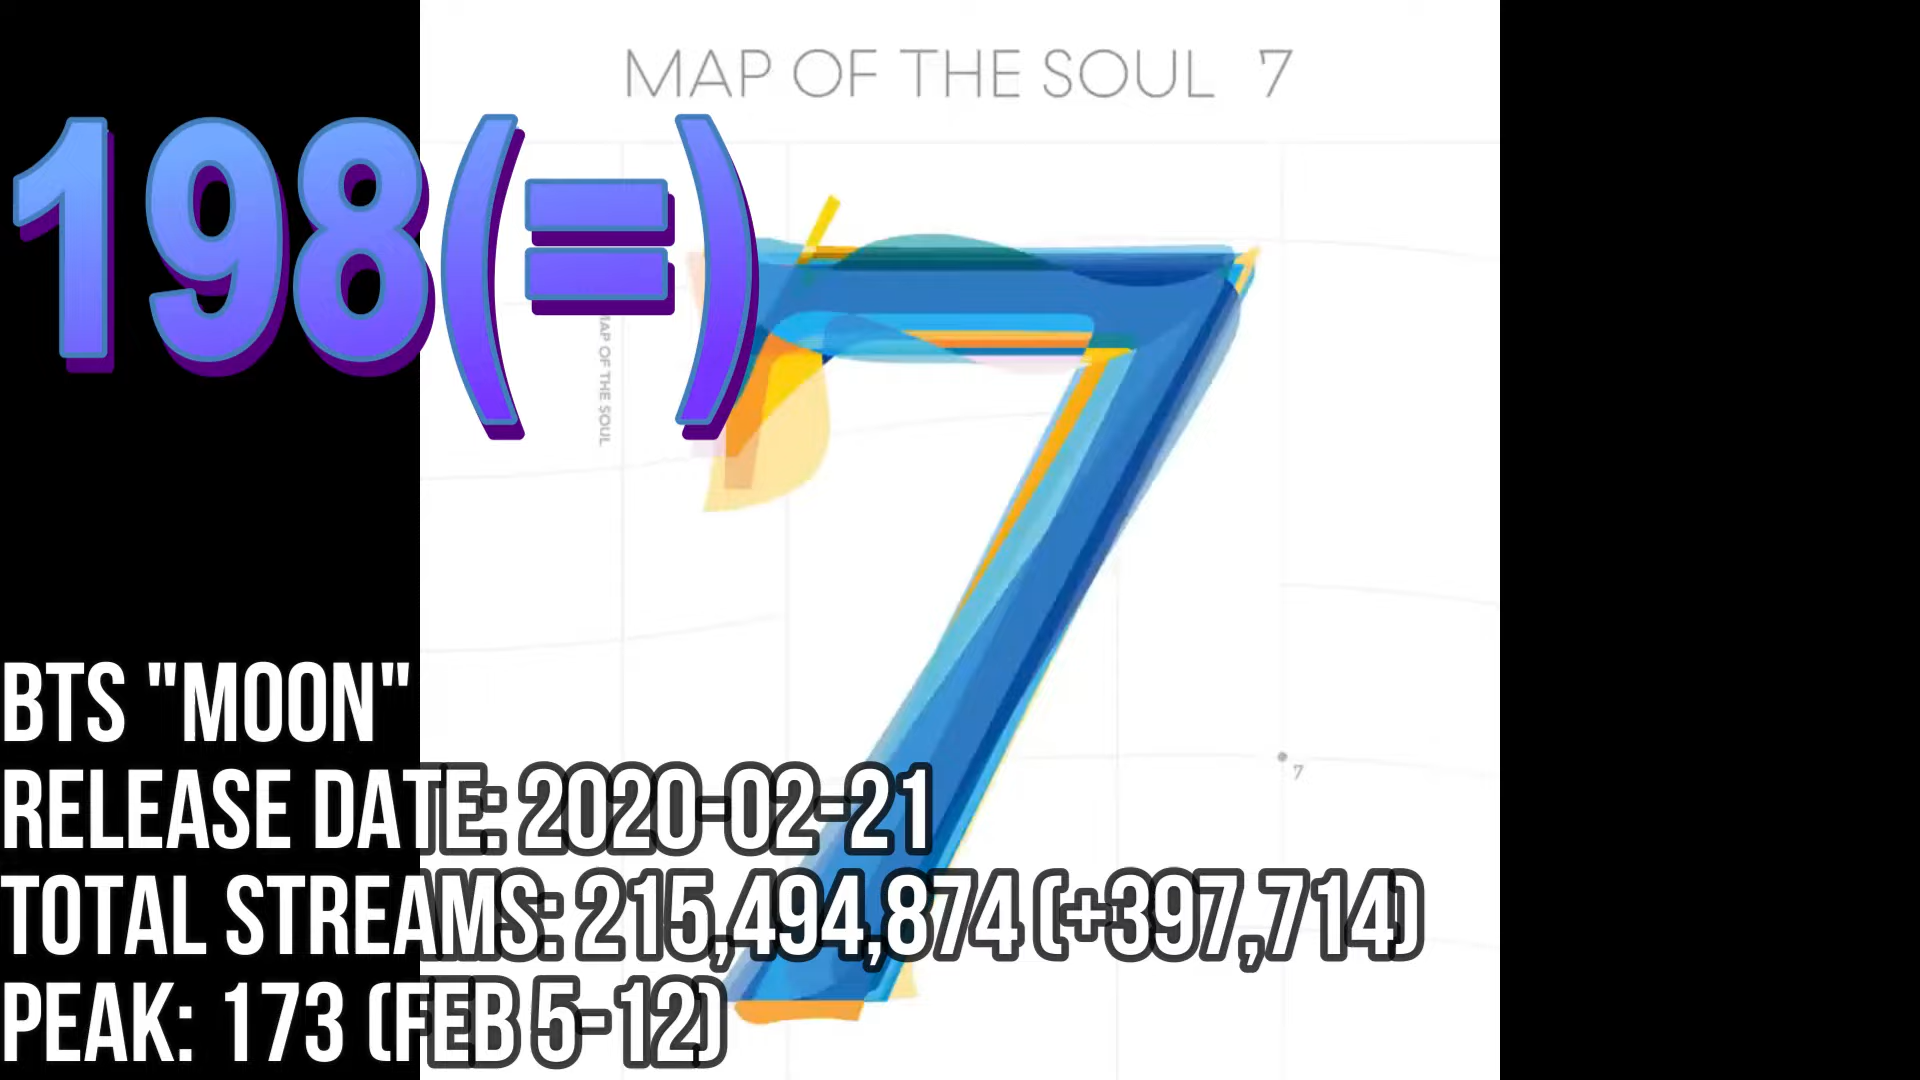 MAP OF THE SOUL 7
198(=)
MAP OF THE SOUL
7
BTS "MOON"
RELEASE DATE: 2020-02-21
TOTAL STREAMS: 215,494,874 (+397,714)
PEAK: 173 (FEB 5-12)